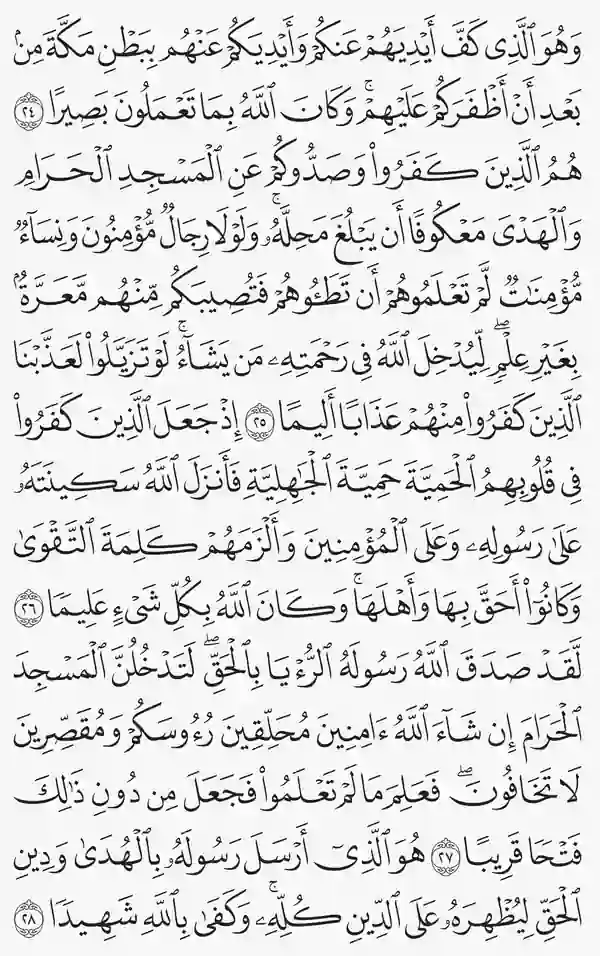 وَهُوَ ٱلَّذِى كَفَّ أَيْدِيَهُمْ عَنكُمْ وَأَيْدِيَكُمْ عَنْهُم بِبَطْنِ مَكَّةَ مِنۢ
بَعْدِ أَنْ أَظْفَرَكُمْ عَلَيْهِمْ ۚ وَكَانَ ٱللَّهُ بِمَا تَعْمَلُونَ بَصِيرًا ٢٤
هُمُ ٱلَّذِينَ كَفَرُوا۟ وَصَدُّوكُمْ عَنِ ٱلْمَسْجِدِ ٱلْحَرَامِ
وَٱلْهَدْىَ مَعْكُوفًا أَن يَبْلُغَ مَحِلَّهُۥ ۚ وَلَوْلَا رِجَالٌ مُّؤْمِنُونَ وَنِسَآءٌ
مُّؤْمِنَـٰتٌ لَّمْ تَعْلَمُوهُمْ أَن تَطَـُٔوهُمْ فَتُصِيبَكُم مِّنْهُم مَّعَرَّةٌۢ
بِغَيْرِ عِلْمٍ ۖ لِّيُدْخِلَ ٱللَّهُ فِى رَحْمَتِهِۦ مَن يَشَآءُ ۚ لَوْ تَزَيَّلُوا۟ لَعَذَّبْنَا
ٱلَّذِينَ كَفَرُوا۟ مِنْهُمْ عَذَابًا أَلِيمًا ٢٥ إِذْ جَعَلَ ٱلَّذِينَ كَفَرُوا۟
فِى قُلُوبِهِمُ ٱلْحَمِيَّةَ حَمِيَّةَ ٱلْجَـٰهِلِيَّةِ فَأَنزَلَ ٱللَّهُ سَكِينَتَهُۥ
عَلَىٰ رَسُولِهِۦ وَعَلَى ٱلْمُؤْمِنِينَ وَأَلْزَمَهُمْ كَلِمَةَ ٱلتَّقْوَىٰ
وَكَانُوٓا۟ أَحَقَّ بِهَا وَأَهْلَهَا ۚ وَكَانَ ٱللَّهُ بِكُلِّ شَىْءٍ عَلِيمًا ٢٦
لَّقَدْ صَدَقَ ٱللَّهُ رَسُولَهُ ٱلرُّءْيَا بِٱلْحَقِّ ۖ لَتَدْخُلُنَّ ٱلْمَسْجِدَ
ٱلْحَرَامَ إِن شَآءَ ٱللَّهُ ءَامِنِينَ مُحَلِّقِينَ رُءُوسَكُمْ وَمُقَصِّرِينَ
لَا تَخَافُونَ ۖ فَعَلِمَ مَا لَمْ تَعْلَمُوا۟ فَجَعَلَ مِن دُونِ ذَٰلِكَ
فَتْحًا قَرِيبًا ٢٧ هُوَ ٱلَّذِىٓ أَرْسَلَ رَسُولَهُۥ بِٱلْهُدَىٰ وَدِينِ
ٱلْحَقِّ لِيُظْهِرَهُۥ عَلَى ٱلدِّينِ كُلِّهِۦ ۚ وَكَفَىٰ بِٱللَّهِ شَهِيدًا ٢٨